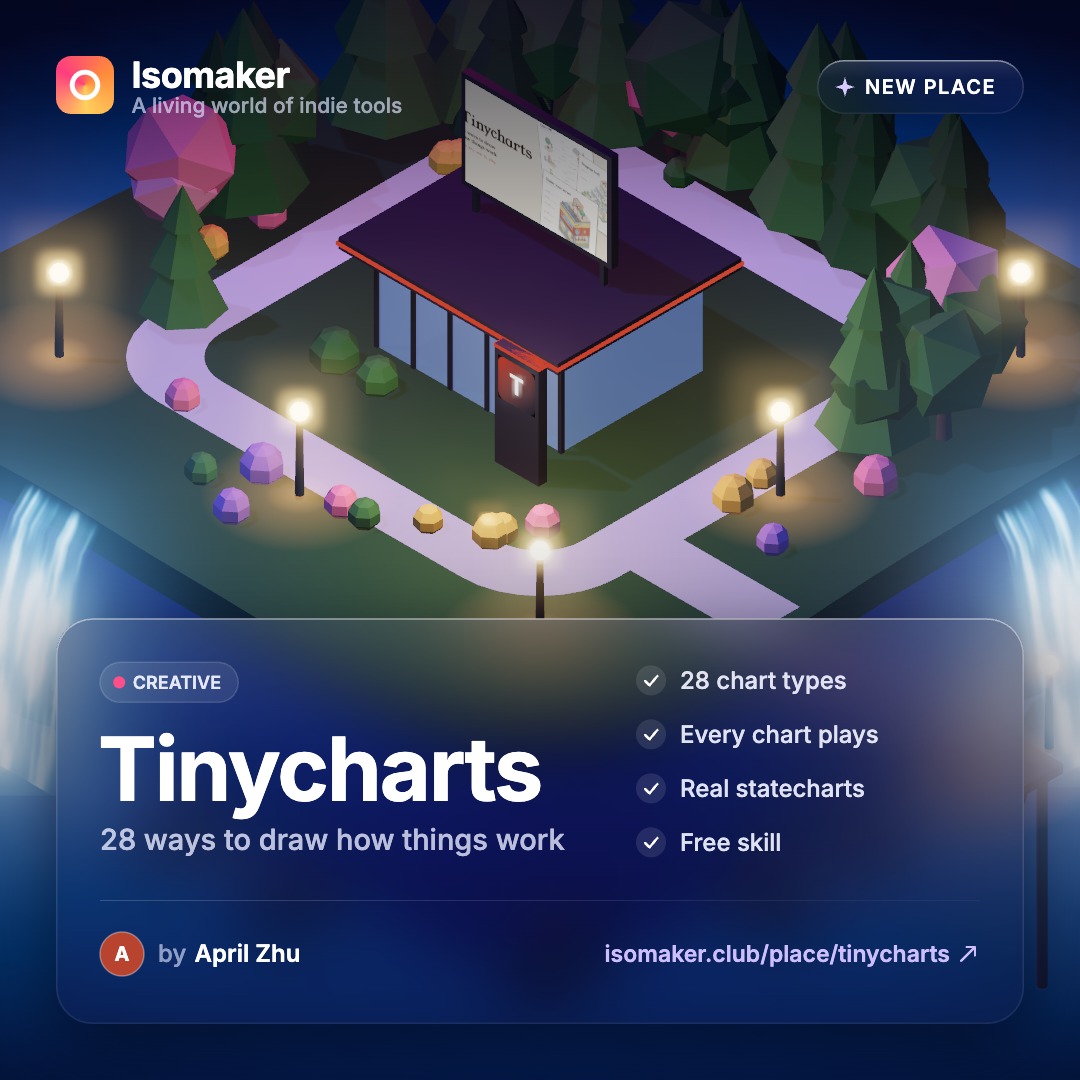 Isomaker
A living world of indie tools
NEW PLACE
Tinycharts
T
CREATIVE
Tinycharts
28 ways to draw how things work
28 chart types
Every chart plays
Real statecharts
Free skill
A
by April Zhu
isomaker.club/place/tinycharts ↗